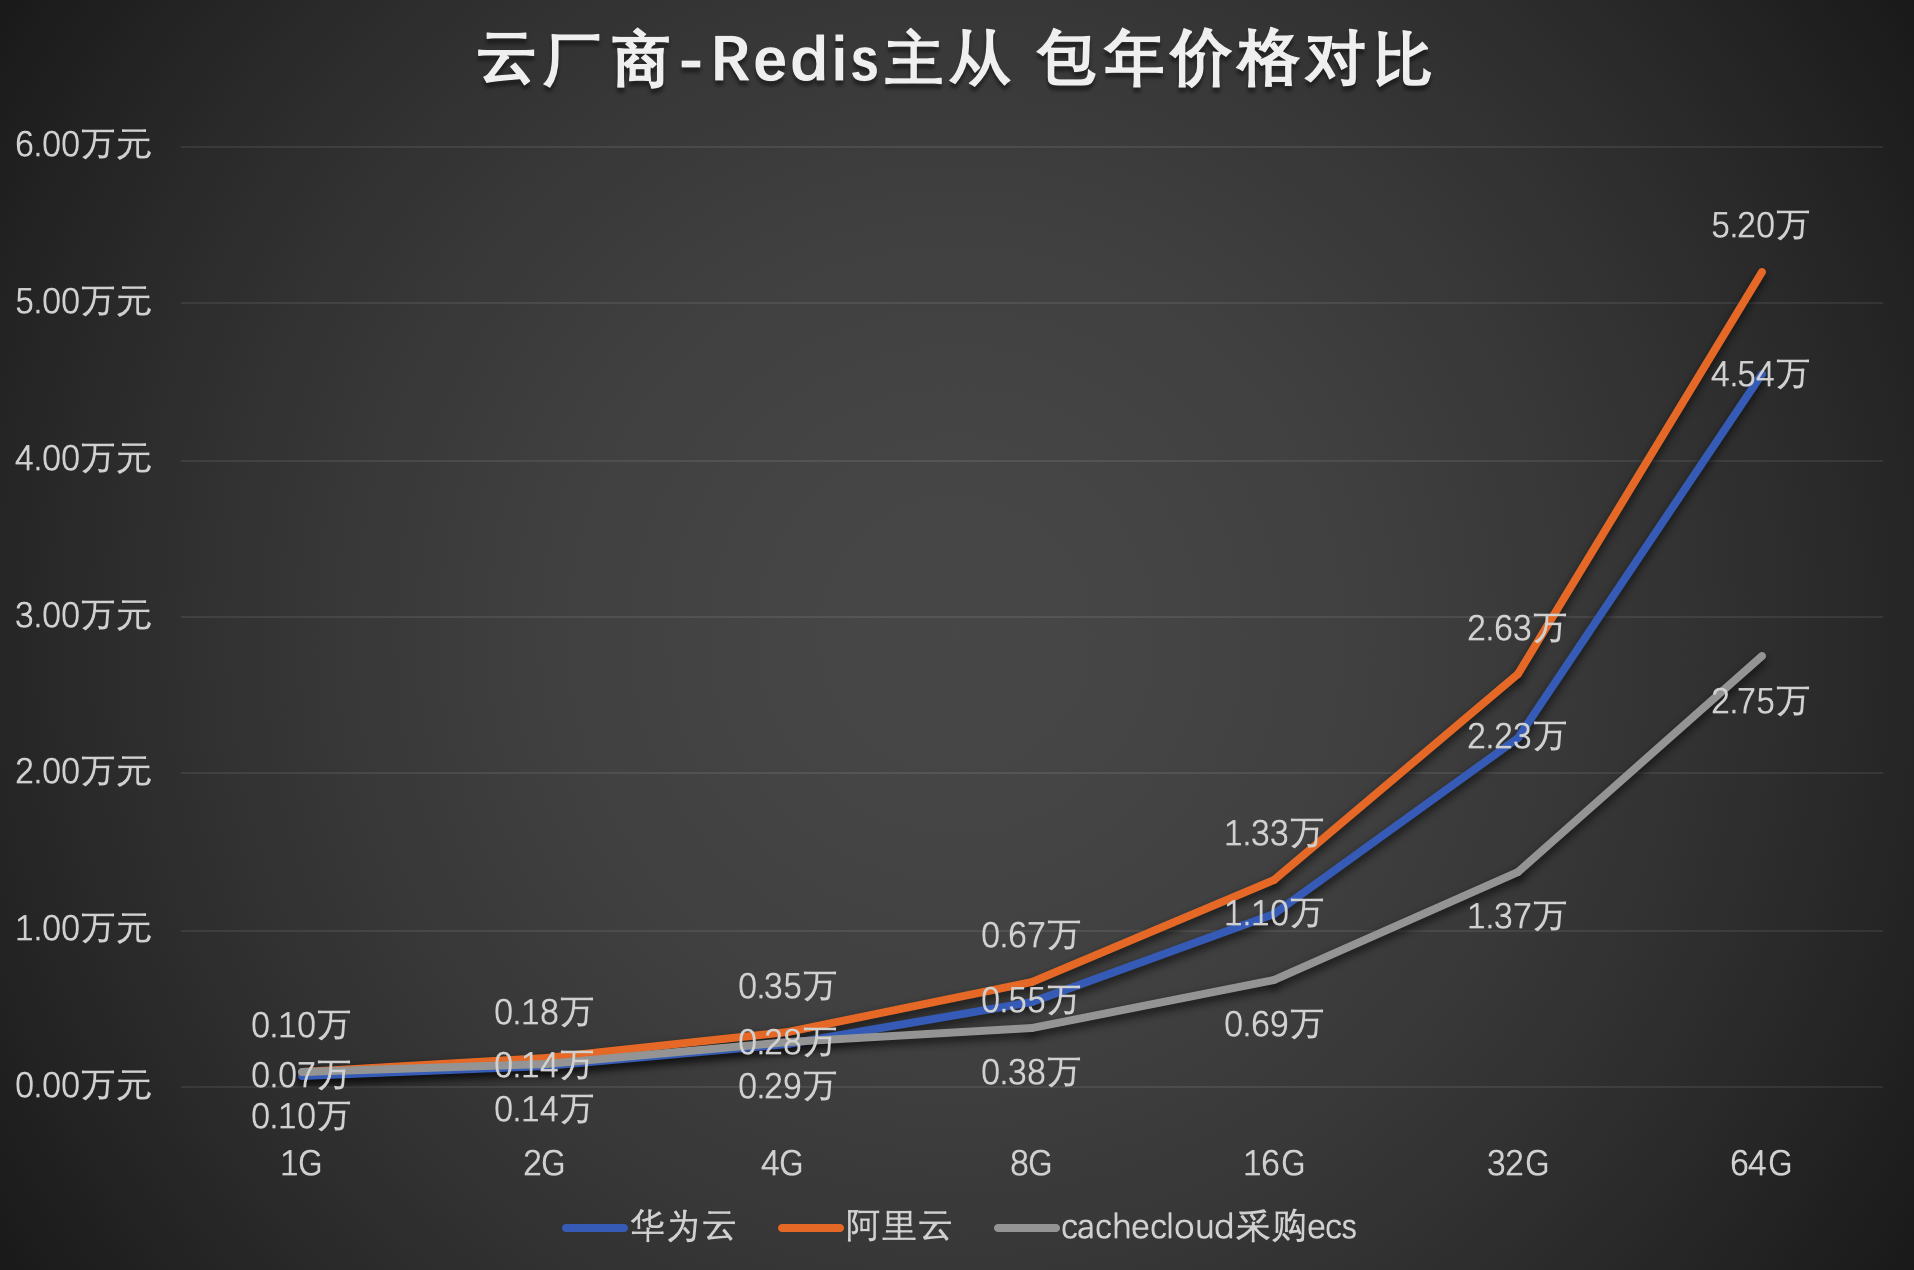 云厂商-Redis主从 包年价格对比
6.00万元
5.00万元
4.00万元
3.00万元
2.00万元
1.00万元
0.00万元
5.20万
4.54万
2.63万
2.75万
2.23万
1.33万
1.10万
1.37万
0.67万
0.35万
0.55万
0.69万
0.10万
0.18万
0.28万
0.07万
0.14万
0.29万
0.38万
0.10万
0.14万
1G 2G 4G 8G 16G 32G 64G
华为云 阿里云 cachecloud采购ecs